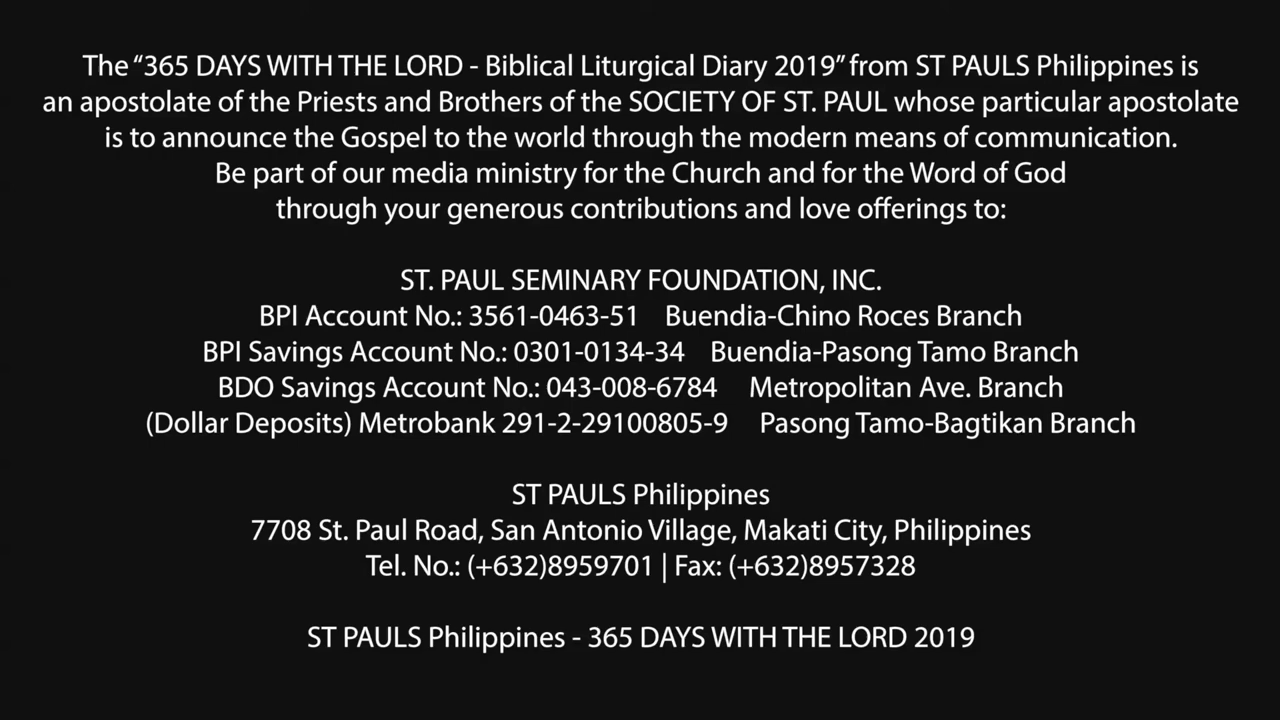 The “365 DAYS WITH THE LORD - Biblical Liturgical Diary 2019” from ST PAULS Philippines is
an apostolate of the Priests and Brothers of the SOCIETY OF ST. PAUL whose particular apostolate
is to announce the Gospel to the world through the modern means of communication.
Be part of our media ministry for the Church and for the Word of God
through your generous contributions and love offerings to:
ST. PAUL SEMINARY FOUNDATION, INC.
BPI Account No.: 3561-0463-51 Buendia-Chino Roces Branch
BPI Savings Account No.: 0301-0134-34 Buendia-Pasong Tamo Branch
BDO Savings Account No.: 043-008-6784 Metropolitan Ave. Branch
(Dollar Deposits) Metrobank 291-2-29100805-9 Pasong Tamo-Bagtikan Branch
ST PAULS Philippines
7708 St. Paul Road, San Antonio Village, Makati City, Philippines
Tel. No.: (+632)8959701 | Fax: (+632)8957328
ST PAULS Philippines - 365 DAYS WITH THE LORD 2019